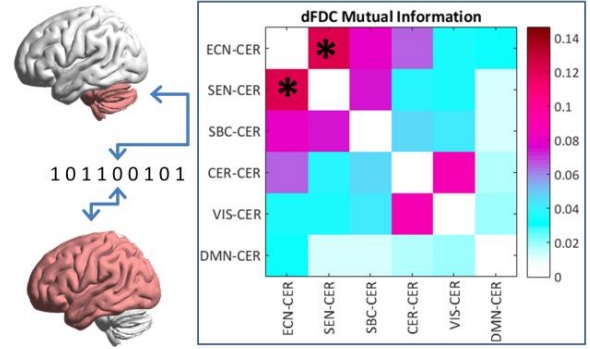 dFDC Mutual Information
ECN-CER
SEN-CER
SBC-CER
CER-CER
VIS-CER
DMN-CER
*
*
ECN-CER
SEN-CER
SBC-CER
CER-CER
VIS-CER
DMN-CER
0.14
0.12
0.1
0.08
0.06
0.04
0.02
0
1 0 1 1 0 0 1 0 1